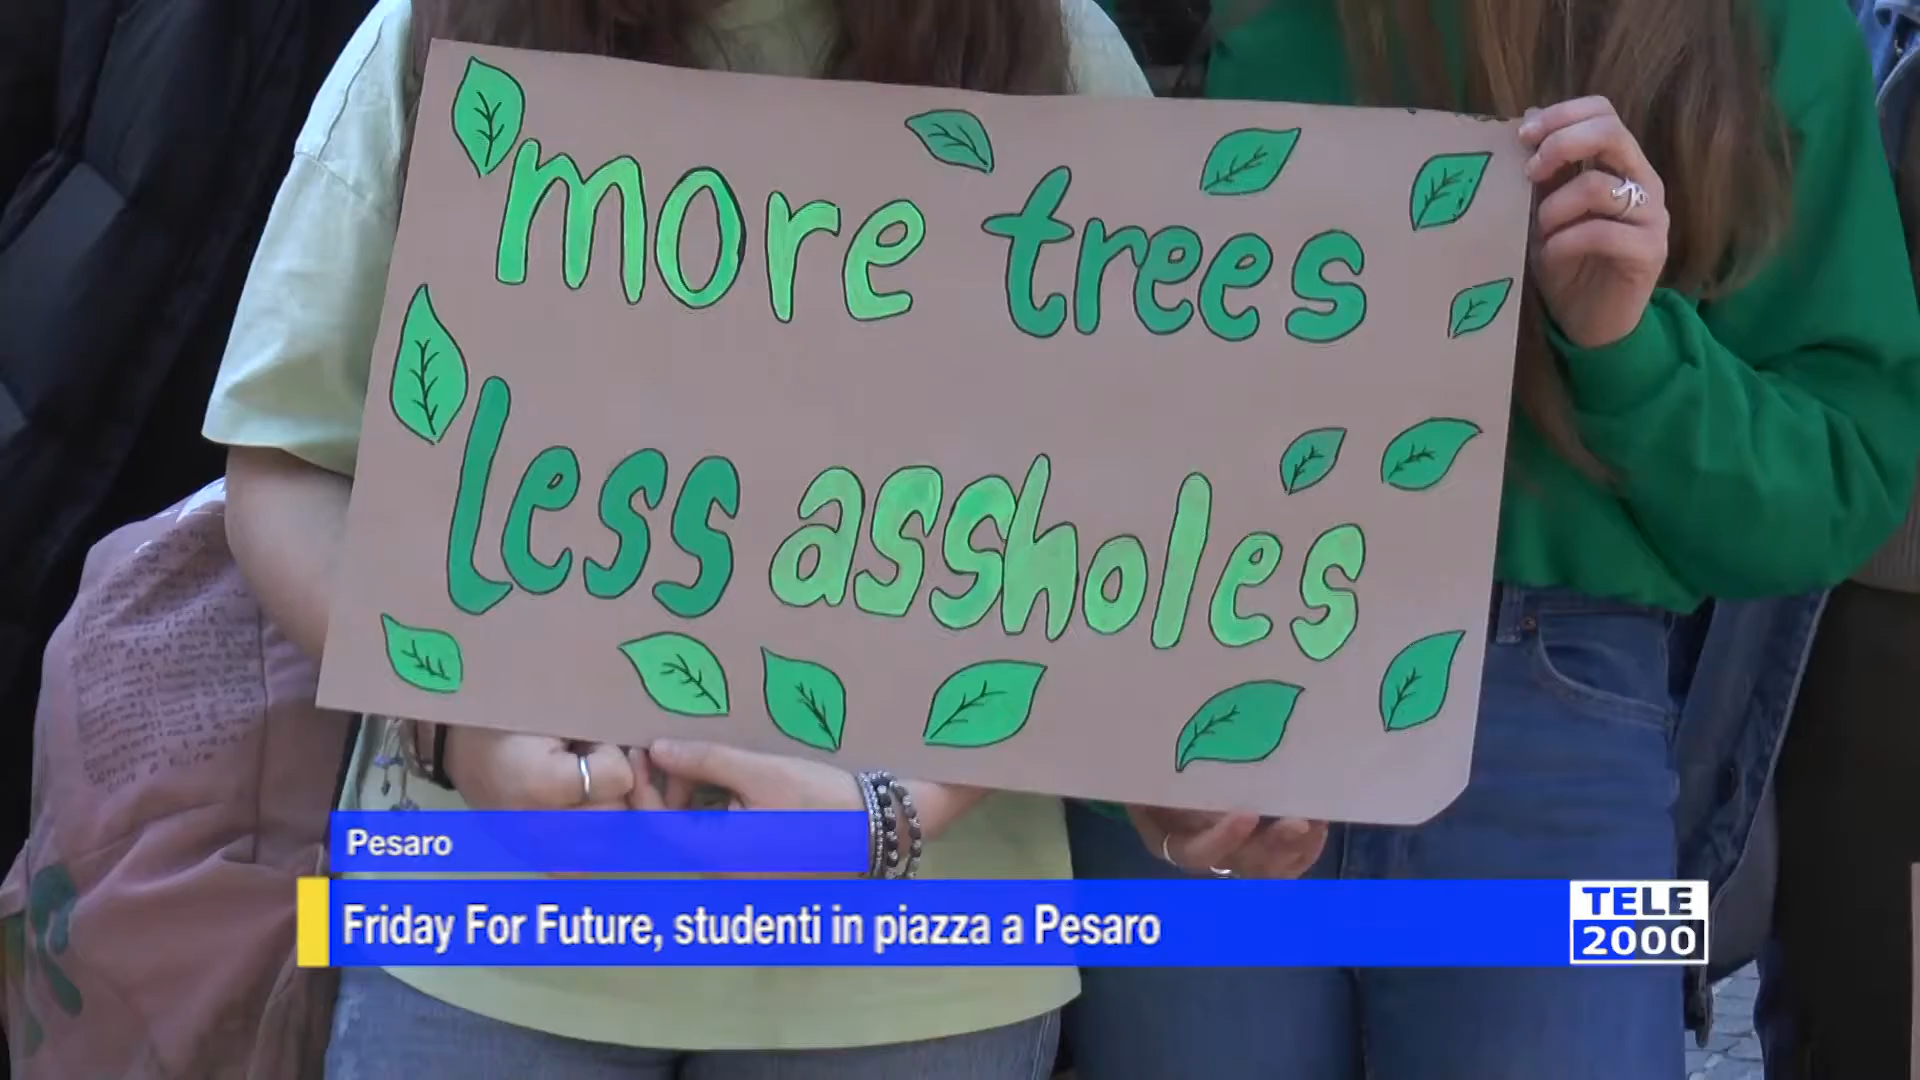 more trees
less assholes
Pesaro
Friday For Future, studenti in piazza a Pesaro
TELE
2000